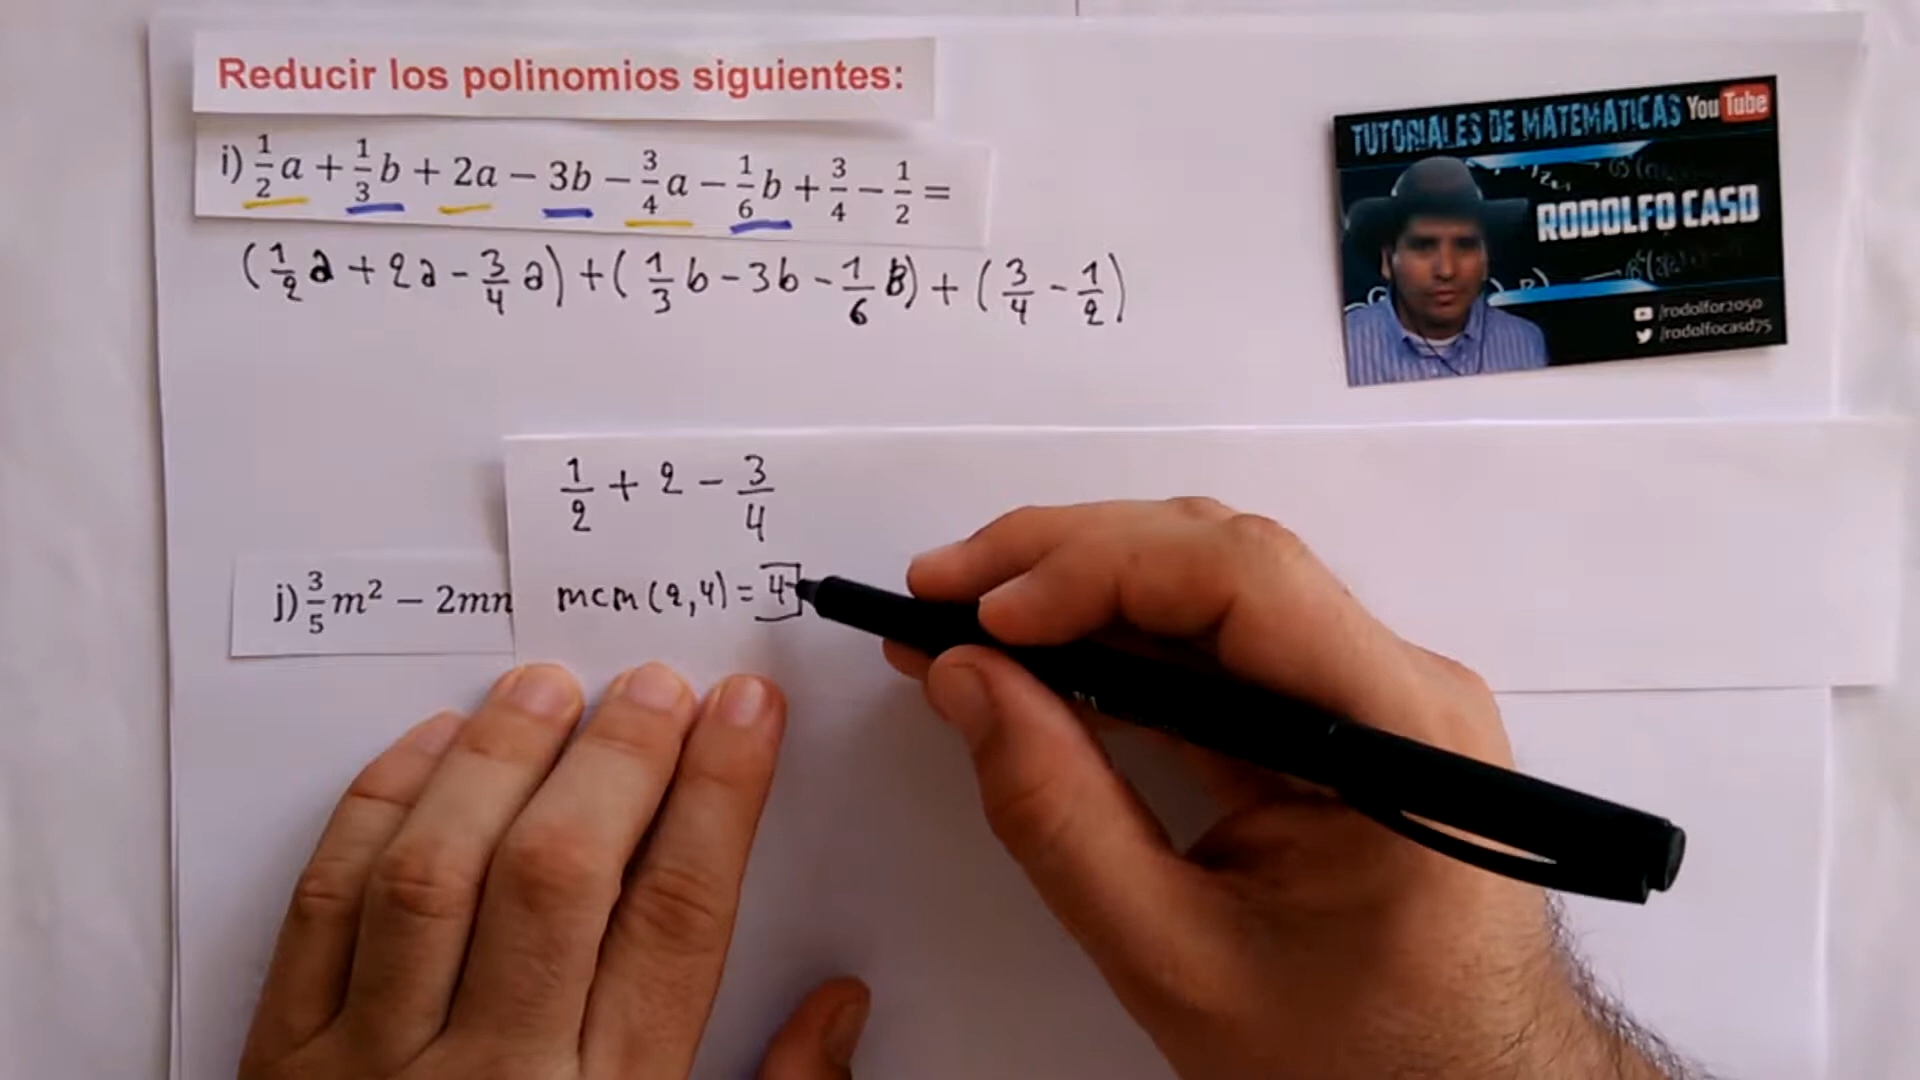 Reducir los polinomios siguientes:
i) 1/2 a + 1/3 b + 2a − 3b − 3/4 a − 1/6 b + 3/4 − 1/2 =
(1/2 a + 2a − 3/4 a) + (1/3 b − 3b − 1/6 b) + (3/4 − 1/2)
TUTORIALES DE MATEMATICAS YouTube
RODOLFO CASD
/rodolfor2050
/rodolfocasd75
1/2 + 2 − 3/4
mcm (2,4) = 4
j) 3/5 m² − 2mn